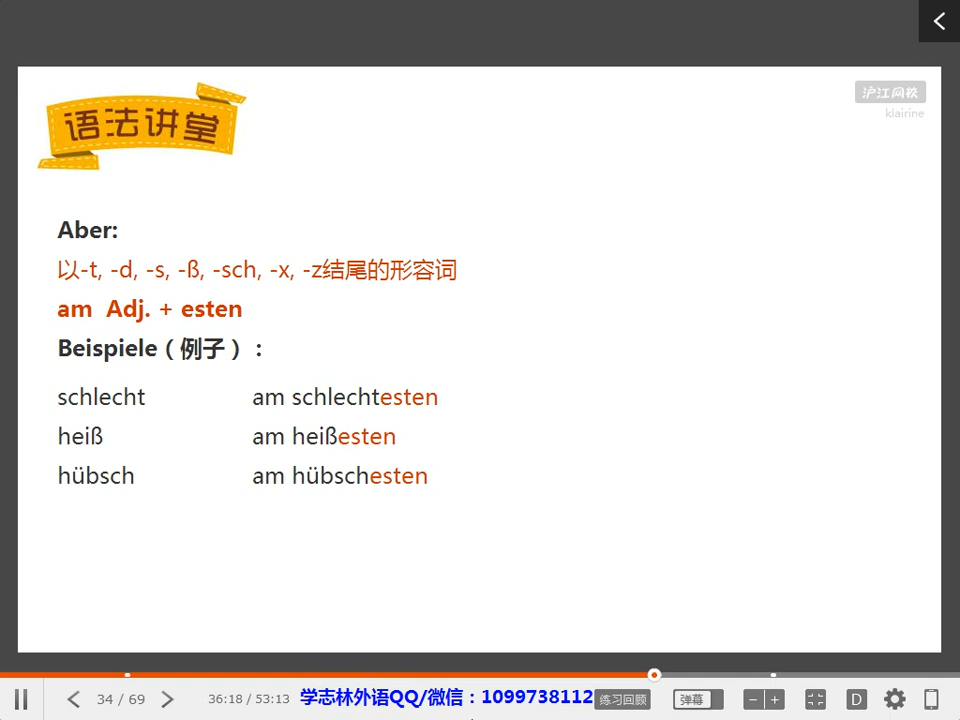 语法讲堂
沪江网校
klairine
Aber:
以-t, -d, -s, -ß, -sch, -x, -z结尾的形容词
am Adj. + esten
Beispiele（例子）：
schlecht am schlechtesten
heiß am heißesten
hübsch am hübschesten
34 / 69 36:18 / 53:13 学志林外语QQ/微信：1099738112 练习回顾 弹幕 D